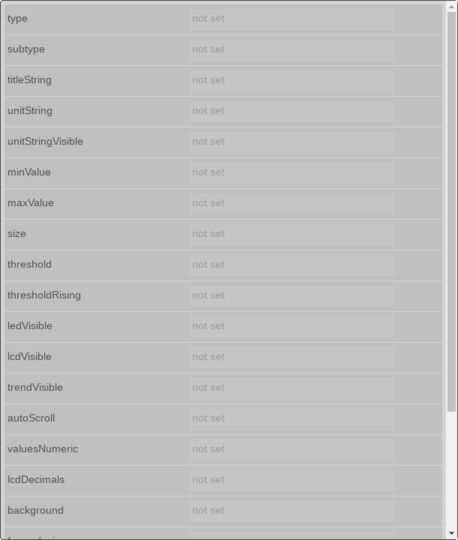 type not set
subtype not set
titleString not set
unitString not set
unitStringVisible not set
minValue not set
maxValue not set
size not set
threshold not set
thresholdRising not set
ledVisible not set
lcdVisible not set
trendVisible not set
autoScroll not set
valuesNumeric not set
lcdDecimals not set
background not set